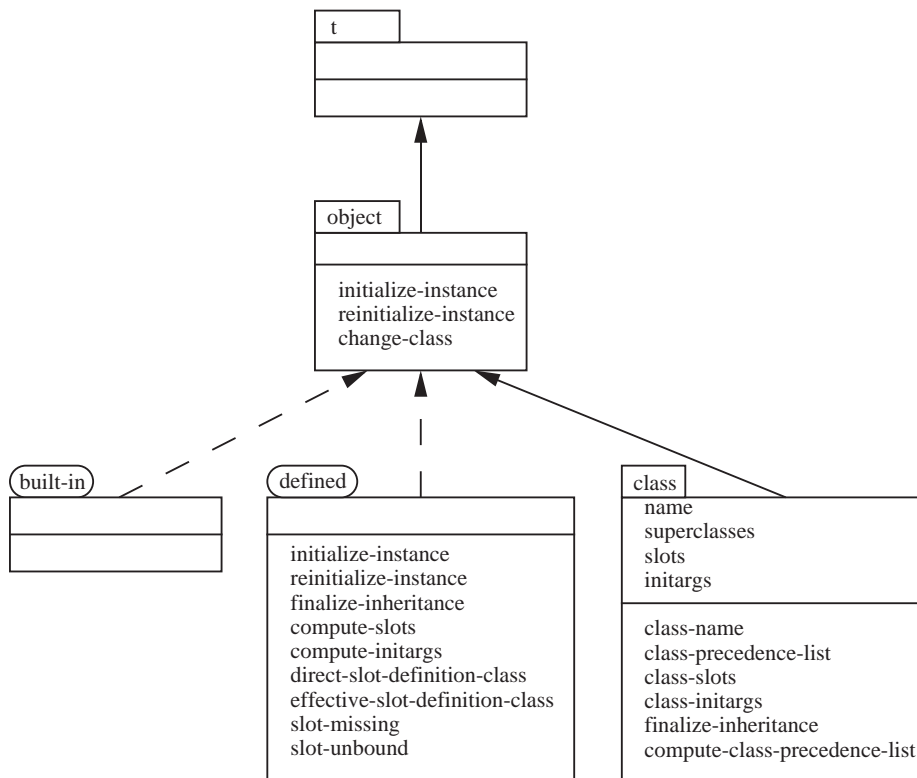 t
object
initialize-instance
reinitialize-instance
change-class
built-in
defined
initialize-instance
reinitialize-instance
finalize-inheritance
compute-slots
compute-initargs
direct-slot-definition-class
effective-slot-definition-class
slot-missing
slot-unbound
class
name
superclasses
slots
initargs
class-name
class-precedence-list
class-slots
class-initargs
finalize-inheritance
compute-class-precedence-list